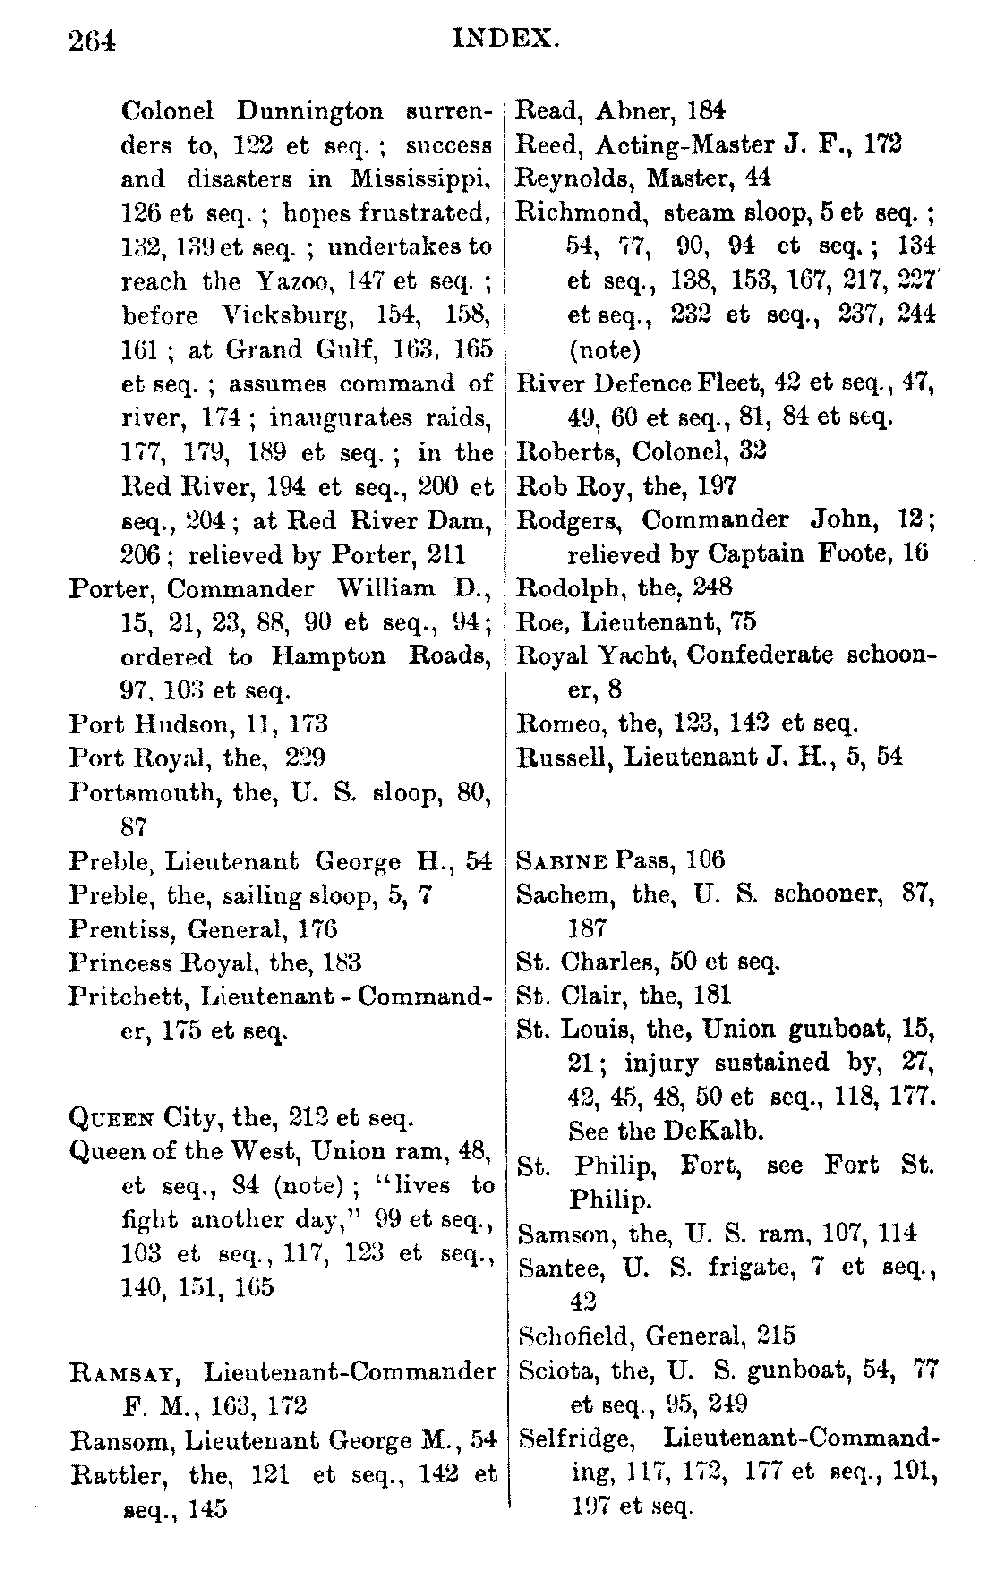 264
INDEX.
Colonel Dunnington surren-
ders to, 122 et seq. ; success
and disasters in Mississippi,
126 et seq. ; hopes frustrated,
132, 139 et seq. ; undertakes to
reach the Yazoo, 147 et seq. ;
before Vicksburg, 154, 158,
161 ; at Grand Gulf, 163, 165
et seq. ; assumes command of
river, 174 ; inaugurates raids,
177, 179, 189 et seq. ; in the
Red River, 194 et seq., 200 et
seq., 204 ; at Red River Dam,
206 ; relieved by Porter, 211
Porter, Commander William D.,
15, 21, 23, 88, 90 et seq., 94 ;
ordered to Hampton Roads,
97, 103 et seq.
Port Hudson, 11, 173
Port Royal, the, 229
Portsmouth, the, U. S. sloop, 80,
87
Preble, Lieutenant George H., 54
Preble, the, sailing sloop, 5, 7
Prentiss, General, 176
Princess Royal, the, 183
Pritchett, Lieutenant-Command-
er, 175 et seq.
QUEEN City, the, 212 et seq.
Queen of the West, Union ram, 48,
et seq., 84 (note) ; "lives to
fight another day," 99 et seq.,
103 et seq., 117, 123 et seq.,
140, 151, 165
RAMSAY, Lieutenant-Commander
F. M., 163, 172
Ransom, Lieutenant George M., 54
Rattler, the, 121 et seq., 142 et
seq., 145
Read, Abner, 184
Reed, Acting-Master J. F., 172
Reynolds, Master, 44
Richmond, steam sloop, 5 et seq. ;
54, 77, 90, 94 et seq. ; 134
et seq., 138, 153, 167, 217, 227
et seq., 232 et seq., 237, 244
(note)
River Defence Fleet, 42 et seq., 47,
49, 60 et seq., 81, 84 et seq.
Roberts, Colonel, 32
Rob Roy, the, 197
Rodgers, Commander John, 12 ;
relieved by Captain Foote, 16
Rodolph, the, 248
Roe, Lieutenant, 75
Royal Yacht, Confederate schoon-
er, 8
Romeo, the, 123, 142 et seq.
Russell, Lieutenant J. H., 5, 54
SABINE Pass, 106
Sachem, the, U. S. schooner, 87,
187
St. Charles, 50 et seq.
St. Clair, the, 181
St. Louis, the, Union gunboat, 15,
21 ; injury sustained by, 27,
42, 45, 48, 50 et seq., 118, 177.
See the DeKalb.
St. Philip, Fort, see Fort St.
Philip.
Samson, the, U. S. ram, 107, 114
Santee, U. S. frigate, 7 et seq.,
42
Schofield, General, 215
Sciota, the, U. S. gunboat, 54, 77
et seq., 95, 249
Selfridge, Lieutenant-Command-
ing, 117, 172, 177 et seq., 191,
197 et seq.